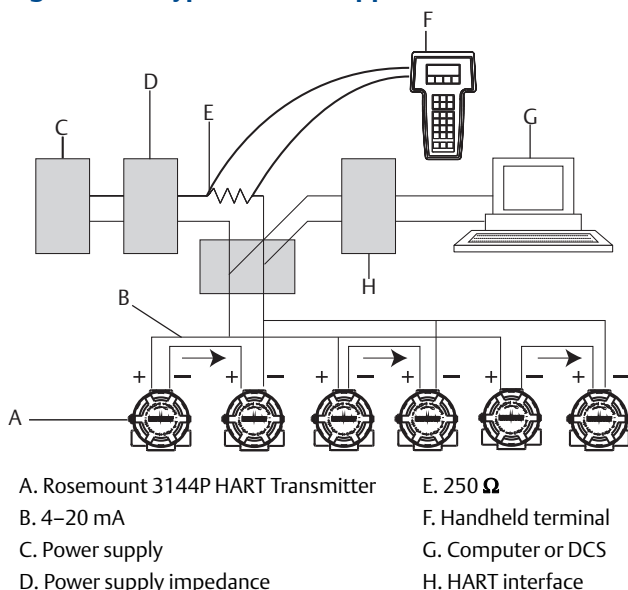 F
D
C
E
G
H
B
+ − + − + − + − + − + −
A
A. Rosemount 3144P HART Transmitter
B. 4–20 mA
C. Power supply
D. Power supply impedance
E. 250 Ω
F. Handheld terminal
G. Computer or DCS
H. HART interface